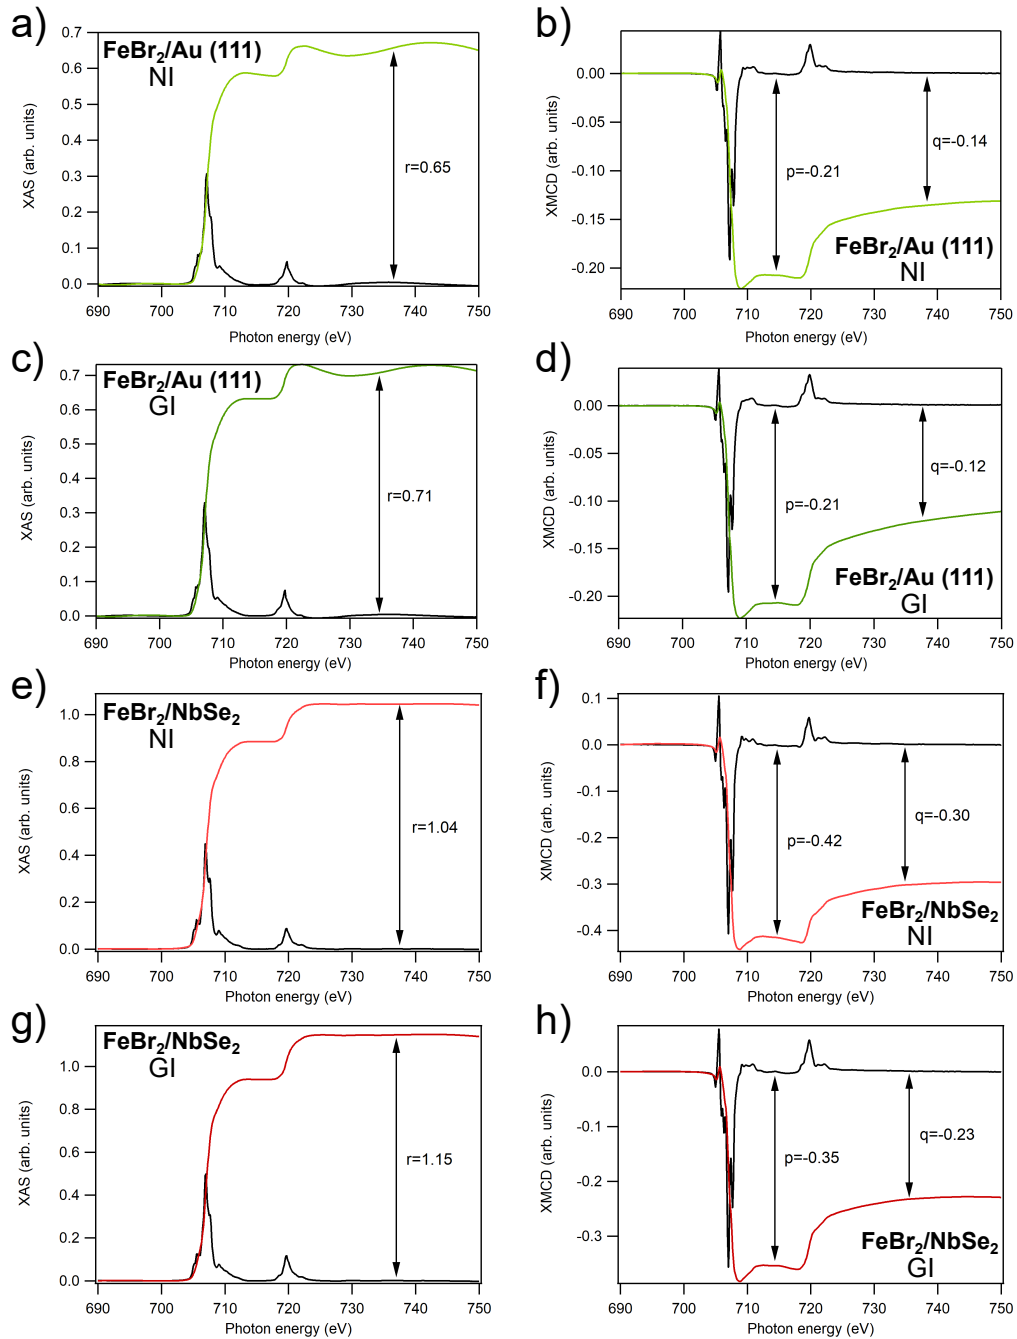 a)
0.7
0.6
0.5
0.4
0.3
0.2
0.1
0.0
XAS (arb. units)
FeBr₂/Au (111)
NI
r=0.65
690
700
710
720
730
740
750
Photon energy (eV)
b)
0.00
-0.05
-0.10
-0.15
-0.20
XMCD (arb. units)
p=-0.21
q=-0.14
FeBr₂/Au (111)
NI
690
700
710
720
730
740
750
Photon energy (eV)
c)
0.7
0.6
0.5
0.4
0.3
0.2
0.1
0.0
XAS (arb. units)
FeBr₂/Au (111)
GI
r=0.71
690
700
710
720
730
740
750
Photon energy (eV)
d)
0.00
-0.05
-0.10
-0.15
-0.20
XMCD (arb. units)
p=-0.21
q=-0.12
FeBr₂/Au (111)
GI
690
700
710
720
730
740
750
Photon energy (eV)
e)
1.0
0.8
0.6
0.4
0.2
0.0
XAS (arb. units)
FeBr₂/NbSe₂
NI
r=1.04
690
700
710
720
730
740
750
Photon energy (eV)
f)
0.1
0.0
-0.1
-0.2
-0.3
-0.4
XMCD (arb. units)
p=-0.42
q=-0.30
FeBr₂/NbSe₂
NI
690
700
710
720
730
740
750
Photon energy (eV)
g)
1.0
0.8
0.6
0.4
0.2
0.0
XAS (arb. units)
FeBr₂/NbSe₂
GI
r=1.15
690
700
710
720
730
740
750
Photon energy (eV)
h)
0.0
-0.1
-0.2
-0.3
XMCD (arb. units)
p=-0.35
q=-0.23
FeBr₂/NbSe₂
GI
690
700
710
720
730
740
750
Photon energy (eV)